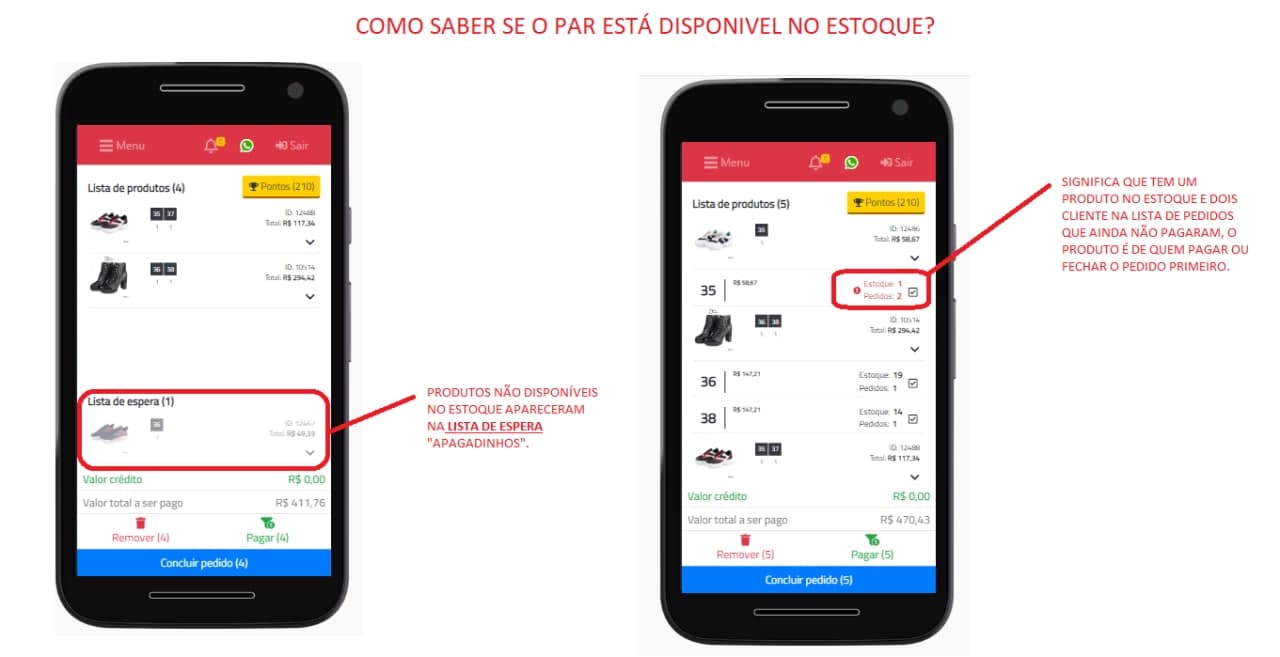 COMO SABER SE O PAR ESTÁ DISPONIVEL NO ESTOQUE?
Menu
0
Sair
Lista de produtos (4)
Pontos (210)
35 37
1 1
ID: 12488
Total: R$ 117,34
36 38
1 1
ID: 10514
Total: R$ 294,42
Lista de espera (1)
36
1
ID: 12467
Total: R$ 49,33
Valor crédito
R$ 0,00
Valor total a ser pago
R$ 411,76
Remover (4)
Pagar (4)
Concluir pedido (4)
PRODUTOS NÃO DISPONÍVEIS
NO ESTOQUE APARECERAM
NA LISTA DE ESPERA
"APAGADINHOS".
Menu
0
Sair
Lista de produtos (5)
Pontos (210)
35
1
ID: 12486
Total: R$ 58,67
35
R$ 58,67
Estoque: 1
Pedidos: 2
36 38
1 1
ID: 10514
Total: R$ 294,42
36
R$ 147,21
Estoque: 19
Pedidos: 1
38
R$ 147,21
Estoque: 14
Pedidos: 1
35 37
1 1
ID: 12488
Total: R$ 117,34
Valor crédito
R$ 0,00
Valor total a ser pago
R$ 470,43
Remover (5)
Pagar (5)
Concluir pedido (5)
SIGNIFICA QUE TEM UM
PRODUTO NO ESTOQUE E DOIS
CLIENTE NA LISTA DE PEDIDOS
QUE AINDA NÃO PAGARAM, O
PRODUTO É DE QUEM PAGAR OU
FECHAR O PEDIDO PRIMEIRO.